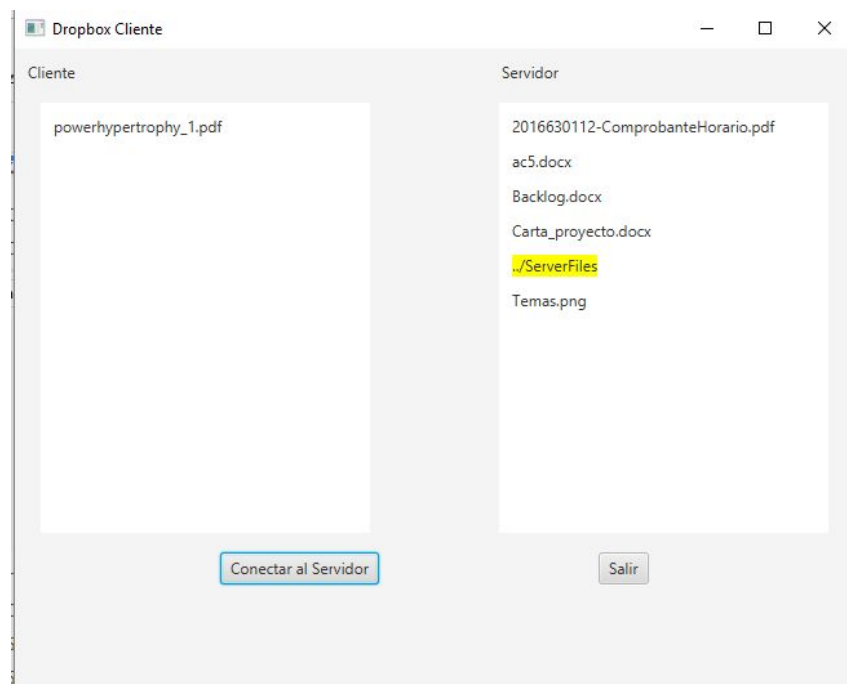 Dropbox Cliente
Cliente
Servidor
powerhypertrophy_1.pdf
2016630112-ComprobanteHorario.pdf
ac5.docx
Backlog.docx
Carta_proyecto.docx
../ServerFiles
Temas.png
Conectar al Servidor
Salir